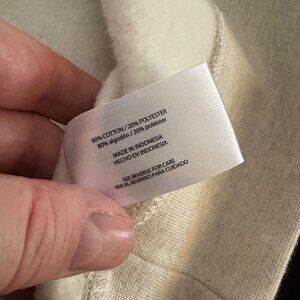 80% COTTON / 20% POLYESTER
80% algodón / 20% poliéster
MADE IN INDONESIA
HECHO EN INDONESIA
SEE REVERSE FOR CARE
VER AL REVERSO PARA CUIDADO